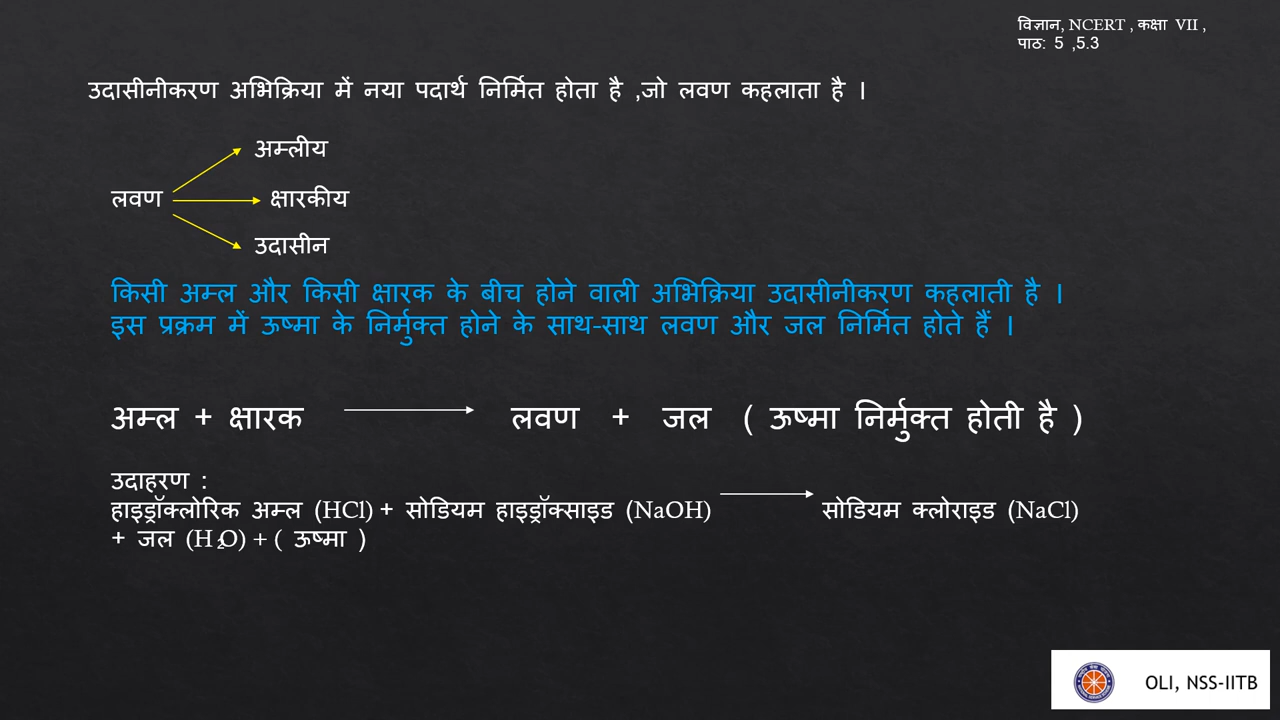 विज्ञान, NCERT , कक्षा VII ,
पाठ: 5 ,5.3
उदासीनीकरण अभिक्रिया में नया पदार्थ निर्मित होता है ,जो लवण कहलाता है ।
अम्लीय
लवण क्षारकीय
उदासीन
किसी अम्ल और किसी क्षारक के बीच होने वाली अभिक्रिया उदासीनीकरण कहलाती है ।
इस प्रक्रम में ऊष्मा के निर्मुक्त होने के साथ-साथ लवण और जल निर्मित होते हैं ।
अम्ल + क्षारक लवण + जल ( ऊष्मा निर्मुक्त होती है )
उदाहरण :
हाइड्रॉक्लोरिक अम्ल (HCl) + सोडियम हाइड्रॉक्साइड (NaOH) सोडियम क्लोराइड (NaCl)
+ जल (H₂O) + ( ऊष्मा )
OLI, NSS-IITB